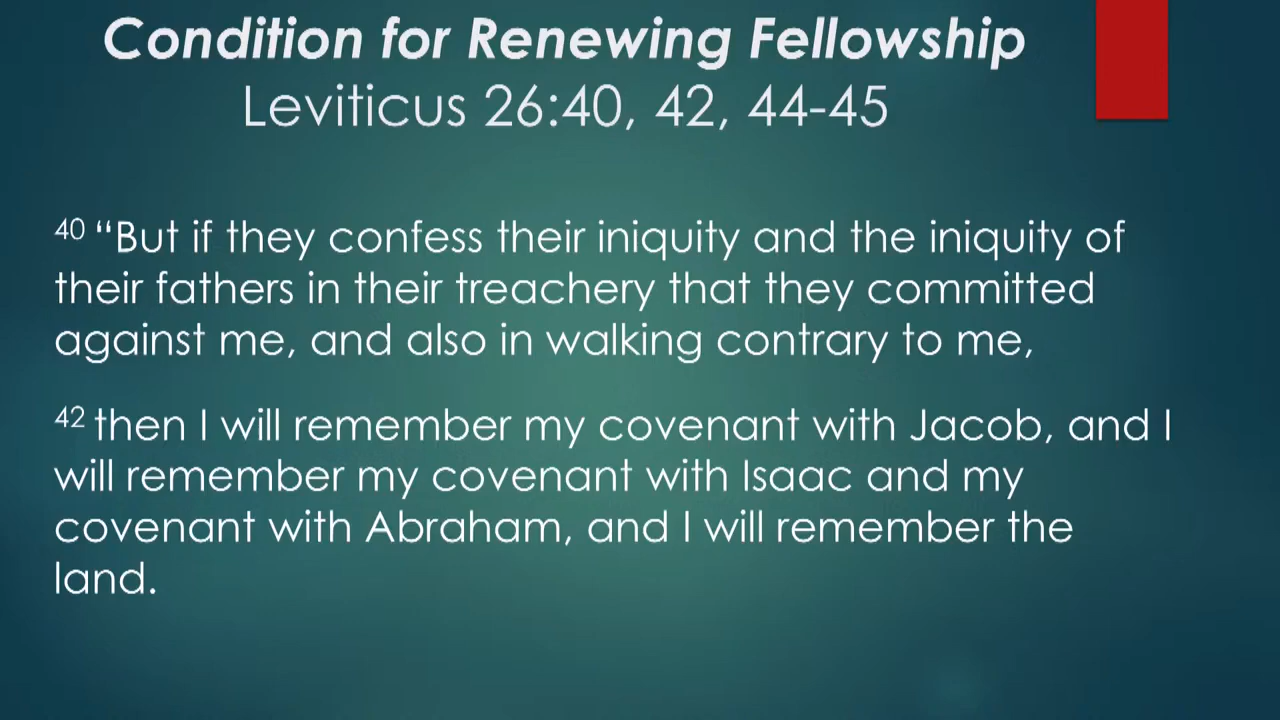 Condition for Renewing Fellowship
Leviticus 26:40, 42, 44-45
40 “But if they confess their iniquity and the iniquity of
their fathers in their treachery that they committed
against me, and also in walking contrary to me,
42 then I will remember my covenant with Jacob, and I
will remember my covenant with Isaac and my
covenant with Abraham, and I will remember the
land.